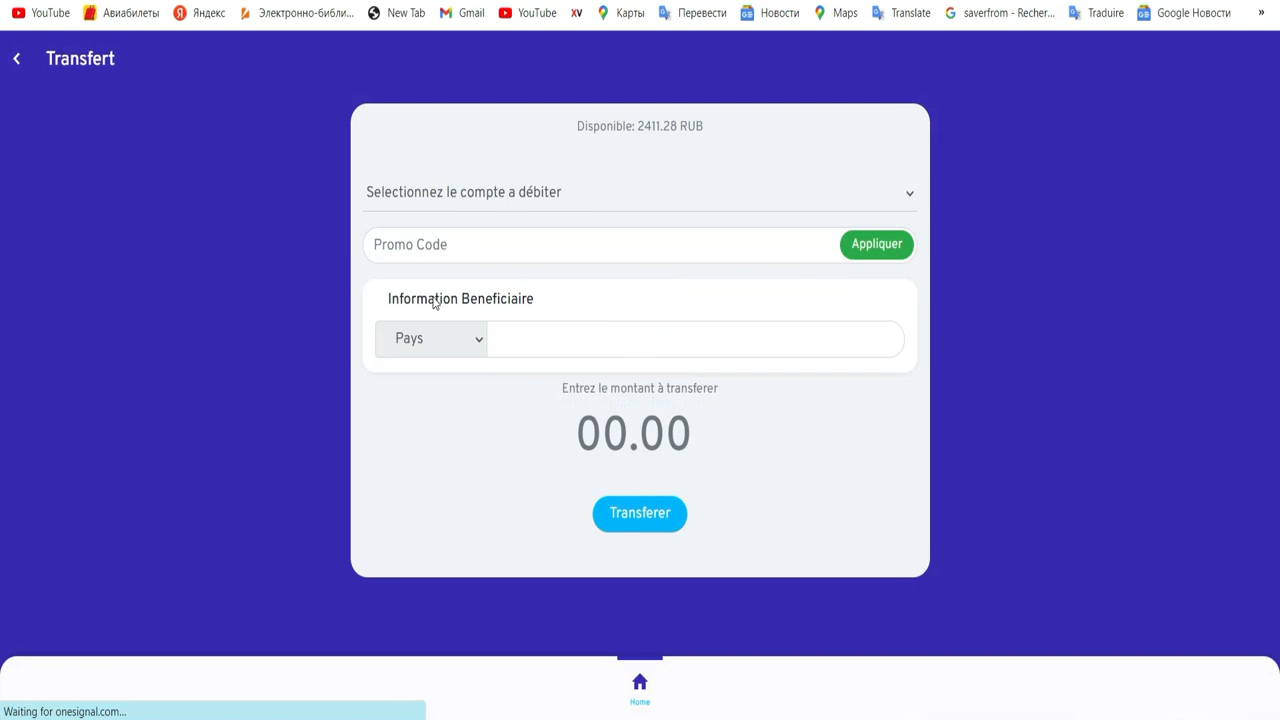 YouTube Авиабилеты Яндекс Электронно-библи... New Tab Gmail YouTube XV Карты Перевести Новости Maps Translate saverfrom - Recher... Traduire Google Новости »
Transfert
Disponible: 2411.28 RUB
Selectionnez le compte a débiter
Promo Code Appliquer
Information Beneficiaire
Pays
Entrez le montant à transferer
00.00
Transferer
Home
Waiting for onesignal.com...